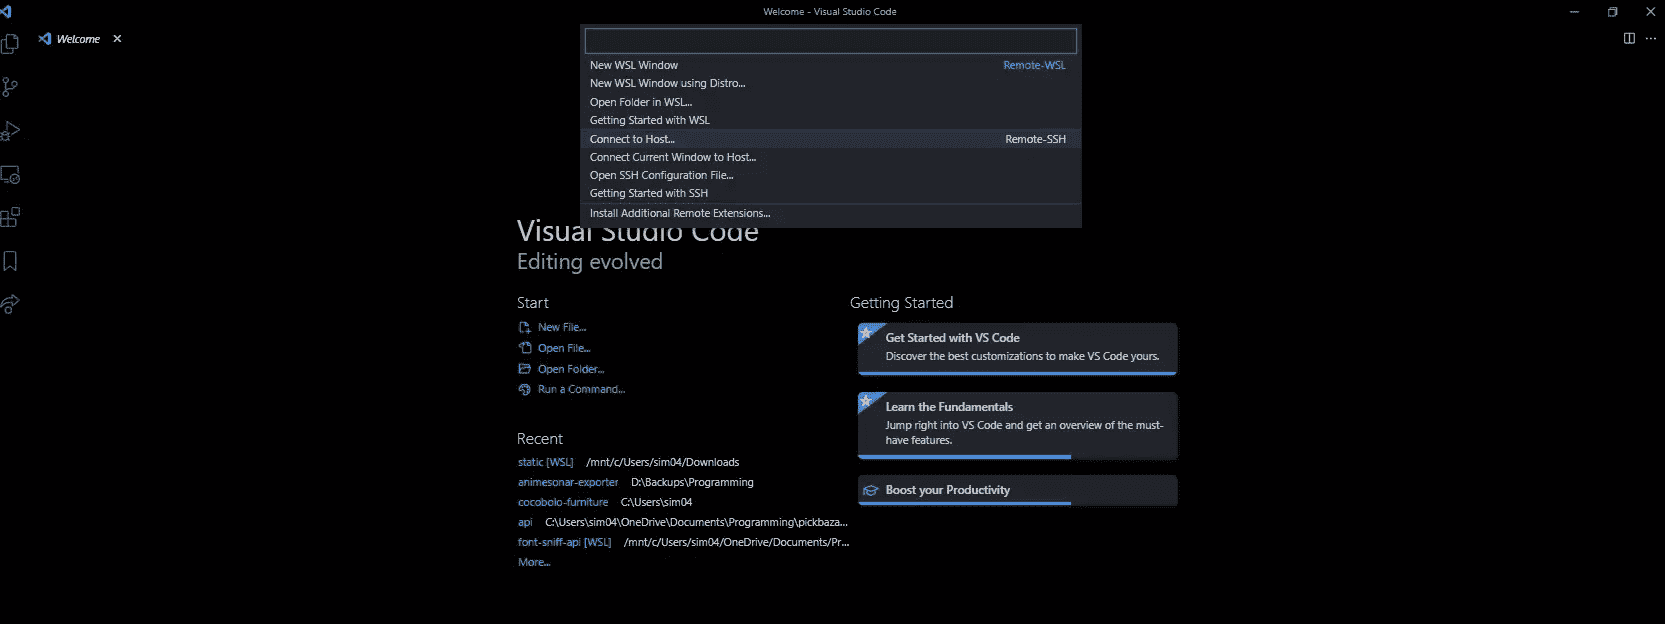 Welcome - Visual Studio Code
Welcome
New WSL Window Remote-WSL
New WSL Window using Distro...
Open Folder in WSL...
Getting Started with WSL
Connect to Host... Remote-SSH
Connect Current Window to Host...
Open SSH Configuration File...
Getting Started with SSH
Install Additional Remote Extensions...
Visual Studio Code
Editing evolved
Start
New File...
Open File...
Open Folder...
Run a Command...
Recent
static [WSL] /mnt/c/Users/sim04/Downloads
animesonar-exporter D:\Backups\Programming
cocobolo-furniture C:\Users\sim04
api C:\Users\sim04\OneDrive\Documents\Programming\pickbaza...
font-sniff-api [WSL] /mnt/c/Users/sim04/OneDrive/Documents/Pr...
More...
Getting Started
Get Started with VS Code
Discover the best customizations to make VS Code yours.
Learn the Fundamentals
Jump right into VS Code and get an overview of the must-
have features.
Boost your Productivity